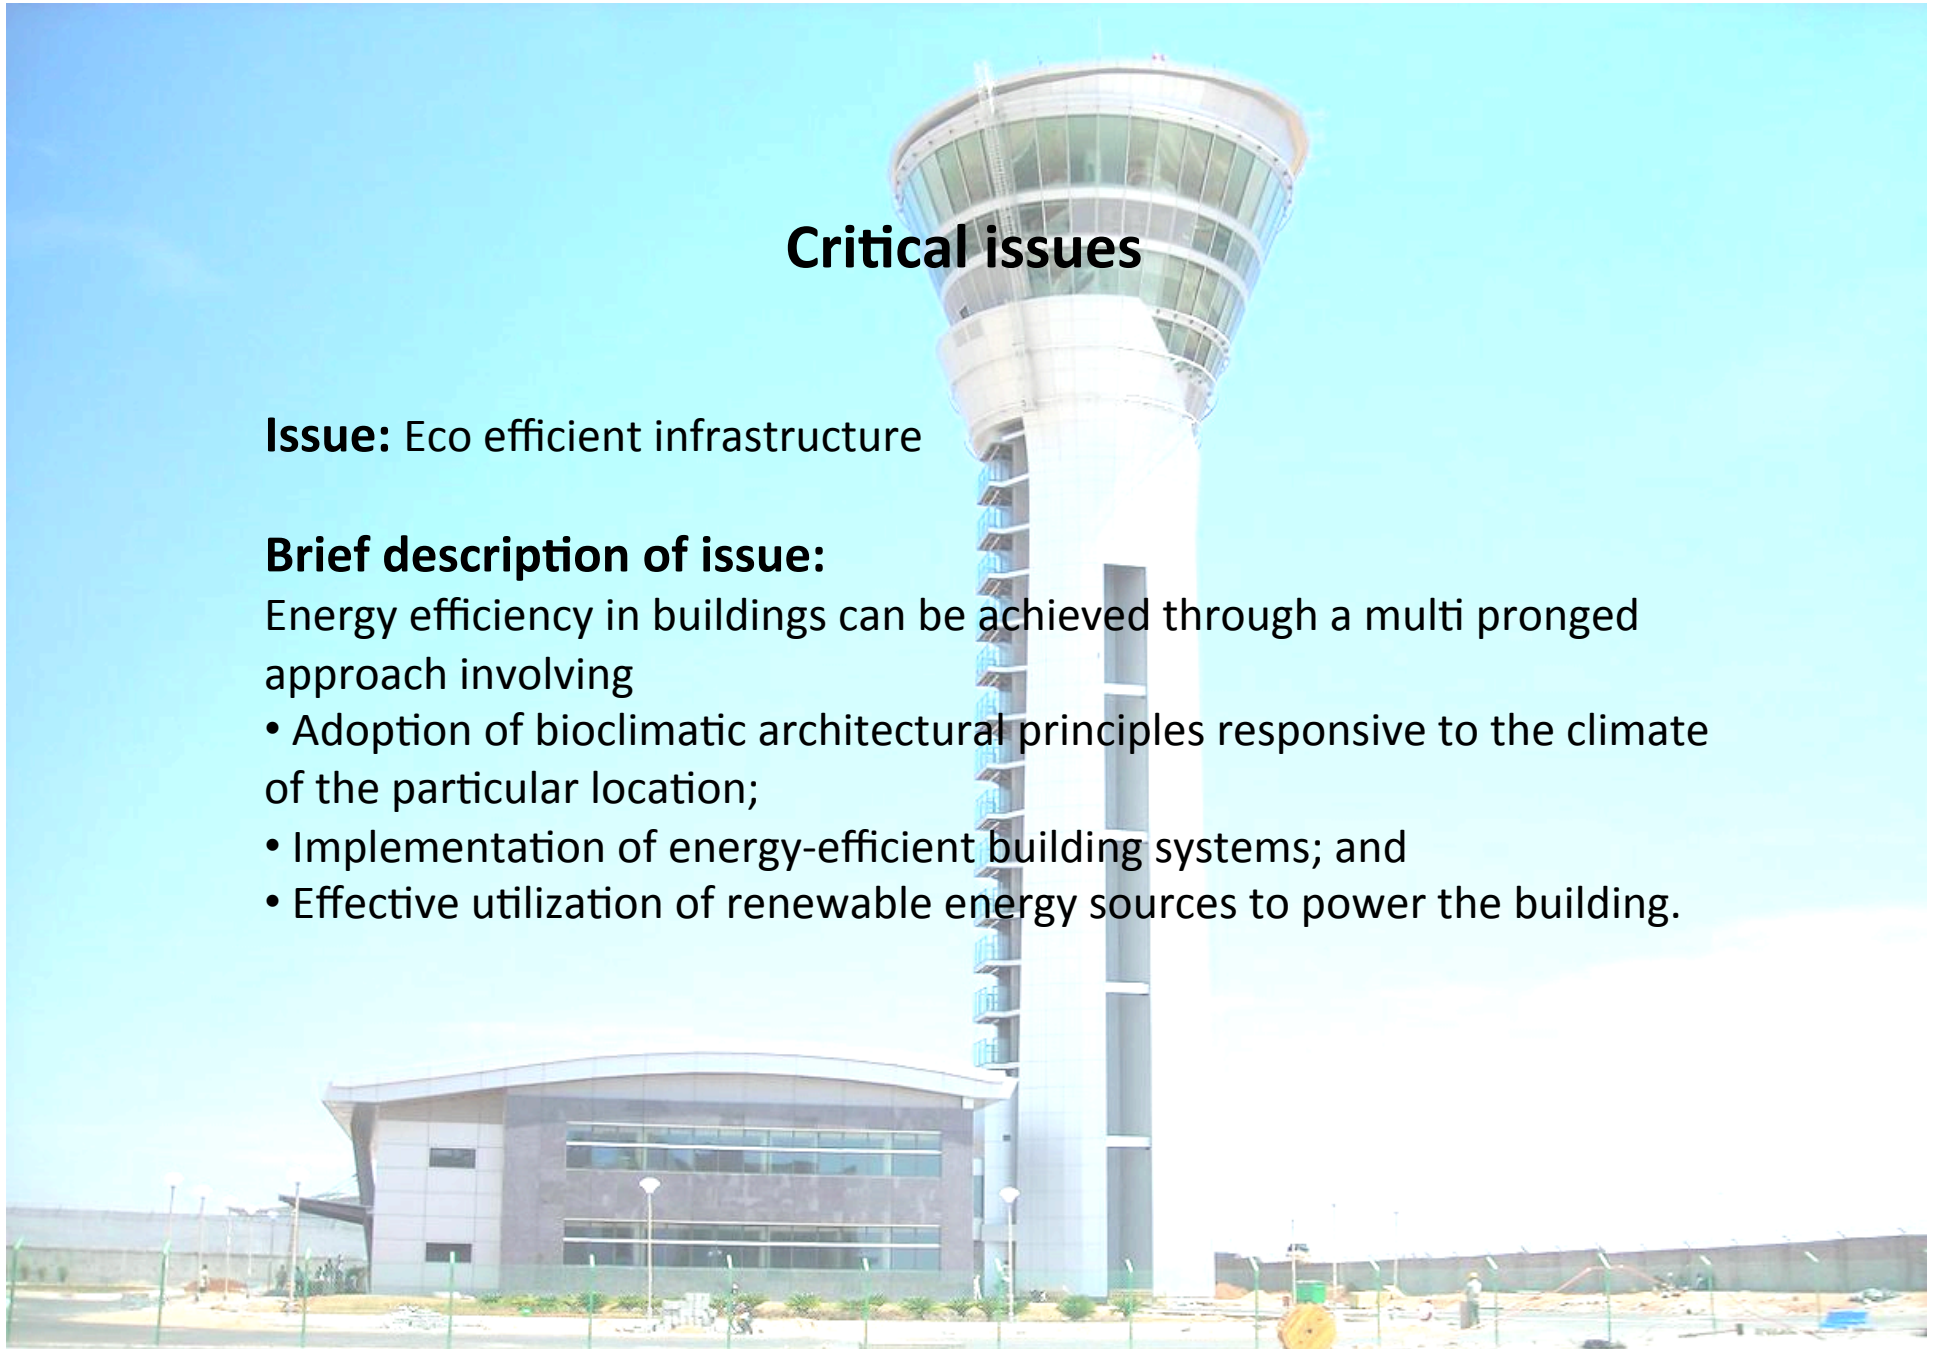 Critical issues
Issue: Eco efficient infrastructure
Brief description of issue:
Energy efficiency in buildings can be achieved through a multi pronged
approach involving
• Adoption of bioclimatic architectural principles responsive to the climate
of the particular location;
• Implementation of energy-efficient building systems; and
• Effective utilization of renewable energy sources to power the building.